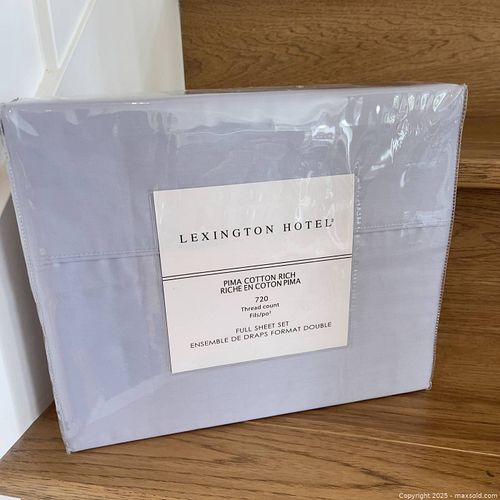 LEXINGTON HOTEL
PIMA COTTON RICH
RICHE EN COTON PIMA
720
Thread count
Fils/po²
FULL SHEET SET
ENSEMBLE DE DRAPS FORMAT DOUBLE
Copyright 2025 - maxsold.com